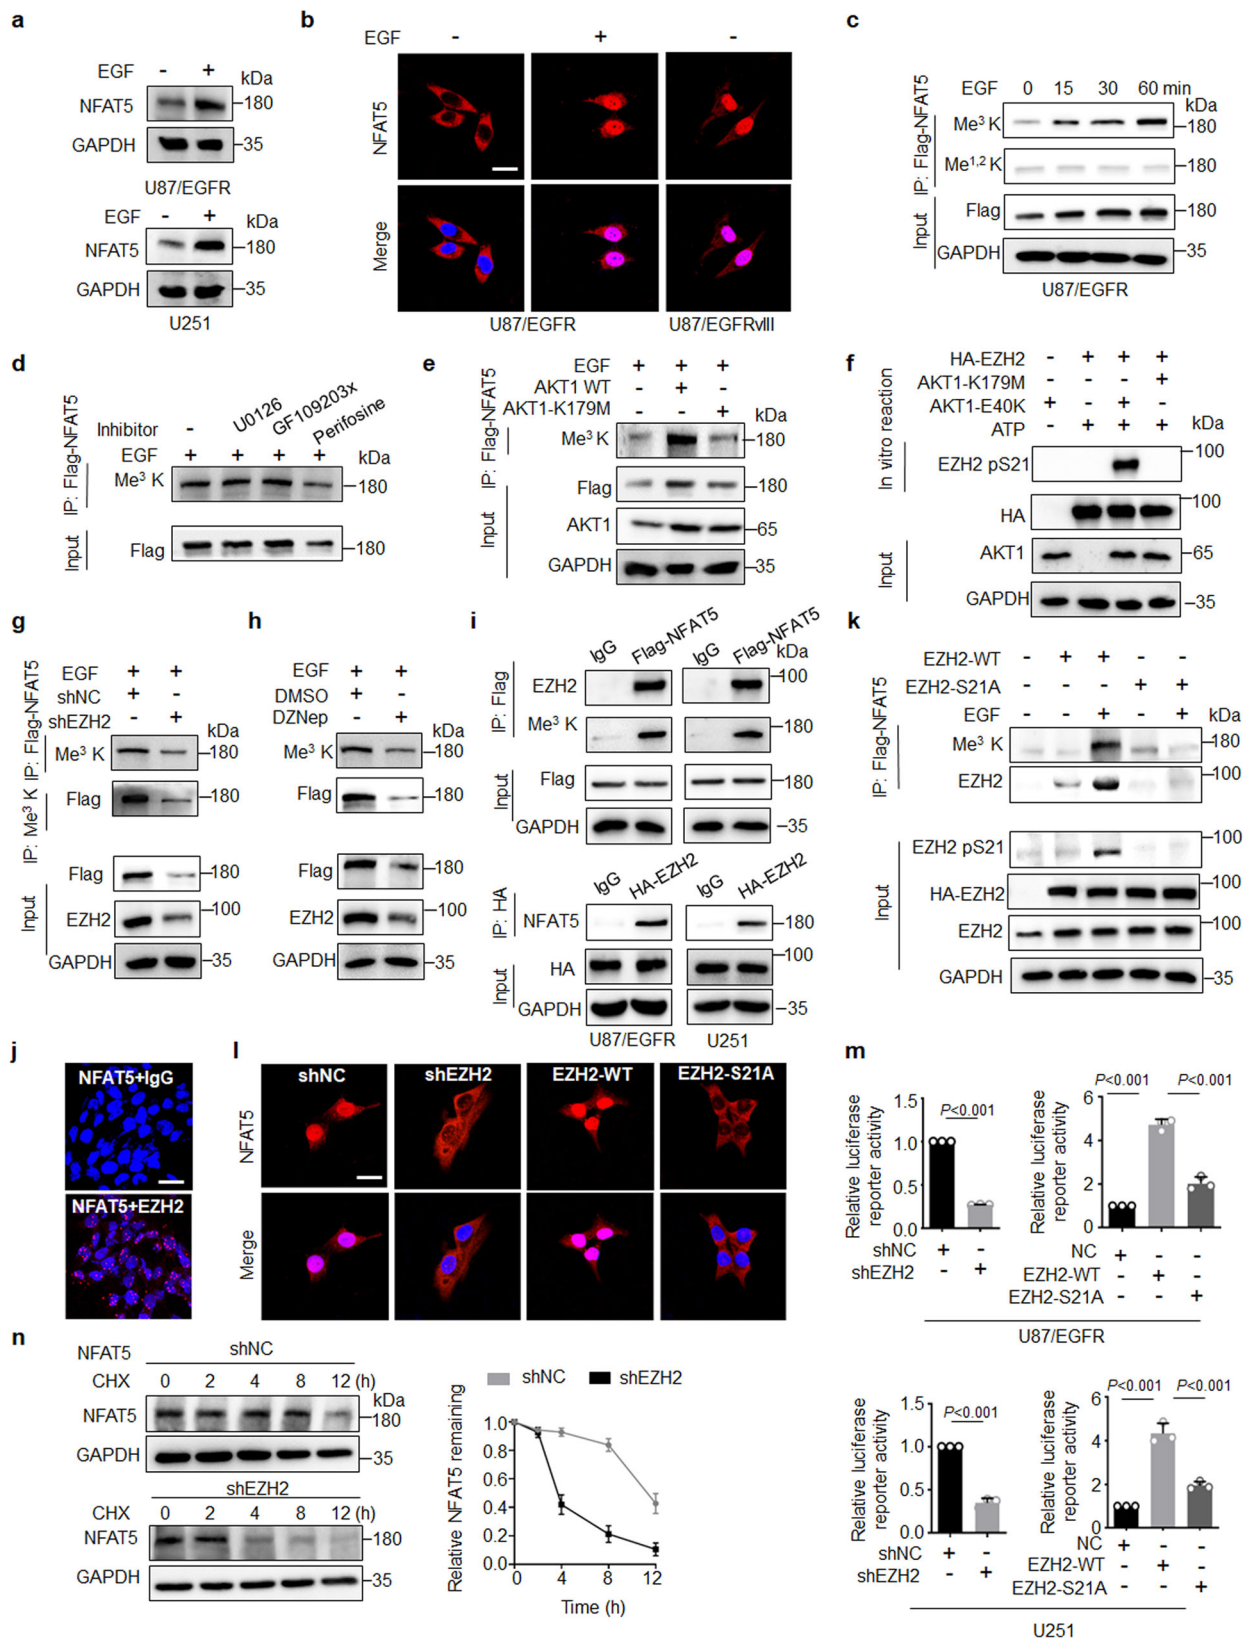 a
EGF - +
kDa
NFAT5 -180
GAPDH -35
U87/EGFR
EGF - +
kDa
NFAT5 -180
GAPDH -35
U251
b
EGF - + -
NFAT5
Merge
U87/EGFR U87/EGFRvIII
c
EGF 0 15 30 60 min
kDa
IP: Flag-NFAT5
Me³ K -180
Me1,2 K -180
Input
Flag -180
GAPDH -35
U87/EGFR
d
IP: Flag-NFAT5
Inhibitor - U0126 GF109203x Perifosine
EGF + + + +
kDa
Me³ K -180
Input
Flag -180
e
IP: Flag-NFAT5
EGF + + +
AKT1 WT - + -
AKT1-K179M - - +
kDa
Me³ K -180
Input
Flag -180
AKT1 -65
GAPDH -35
f
In vitro reaction
HA-EZH2 - + + +
AKT1-K179M - - - +
AKT1-E40K + - + -
ATP - + + +
kDa
EZH2 pS21 -100
HA -100
Input
AKT1 -65
GAPDH -35
g
IP: Me³ K IP: Flag-NFAT5
EGF + +
shNC + -
shEZH2 - +
kDa
Me³ K -180
Flag -180
Input
Flag -180
EZH2 -100
GAPDH -35
h
EGF + +
DMSO + -
DZNep - +
kDa
Me³ K -180
Flag -180
Flag -180
EZH2 -100
GAPDH -35
i
IgG Flag-NFAT5 IgG Flag-NFAT5
kDa
IP: Flag
EZH2 -100
Me³ K -180
Input
Flag -180
GAPDH -35
IgG HA-EZH2 IgG HA-EZH2
IP: HA
NFAT5 -180
Input
HA -100
GAPDH -35
U87/EGFR U251
k
IP: Flag-NFAT5
EZH2-WT - + + - -
EZH2-S21A - - - + +
EGF - - + - +
kDa
Me³ K -180
EZH2 -100
Input
EZH2 pS21 -100
HA-EZH2 -100
EZH2 -100
GAPDH -35
j
NFAT5+IgG
NFAT5+EZH2
l
shNC shEZH2 EZH2-WT EZH2-S21A
NFAT5
Merge
m
Relative luciferase reporter activity
1.5
1.0
0.5
0.0
P<0.001
shNC + -
shEZH2 - +
Relative luciferase reporter activity
6
4
2
0
P<0.001 P<0.001
NC + - -
EZH2-WT - + -
EZH2-S21A - - +
U87/EGFR
Relative luciferase reporter activity
1.5
1.0
0.5
0.0
P<0.001
shNC + -
shEZH2 - +
Relative luciferase reporter activity
6
4
2
0
P<0.001 P<0.001
NC + - -
EZH2-WT - + -
EZH2-S21A - - +
U251
n
NFAT5 shNC
CHX 0 2 4 8 12 (h)
kDa
NFAT5 -180
GAPDH -35
shEZH2
CHX 0 2 4 8 12 (h)
NFAT5 -180
GAPDH -35
shNC shEZH2
Relative NFAT5 remaining
1.0
0.8
0.6
0.4
0.2
0.0
0 4 8 12
Time (h)